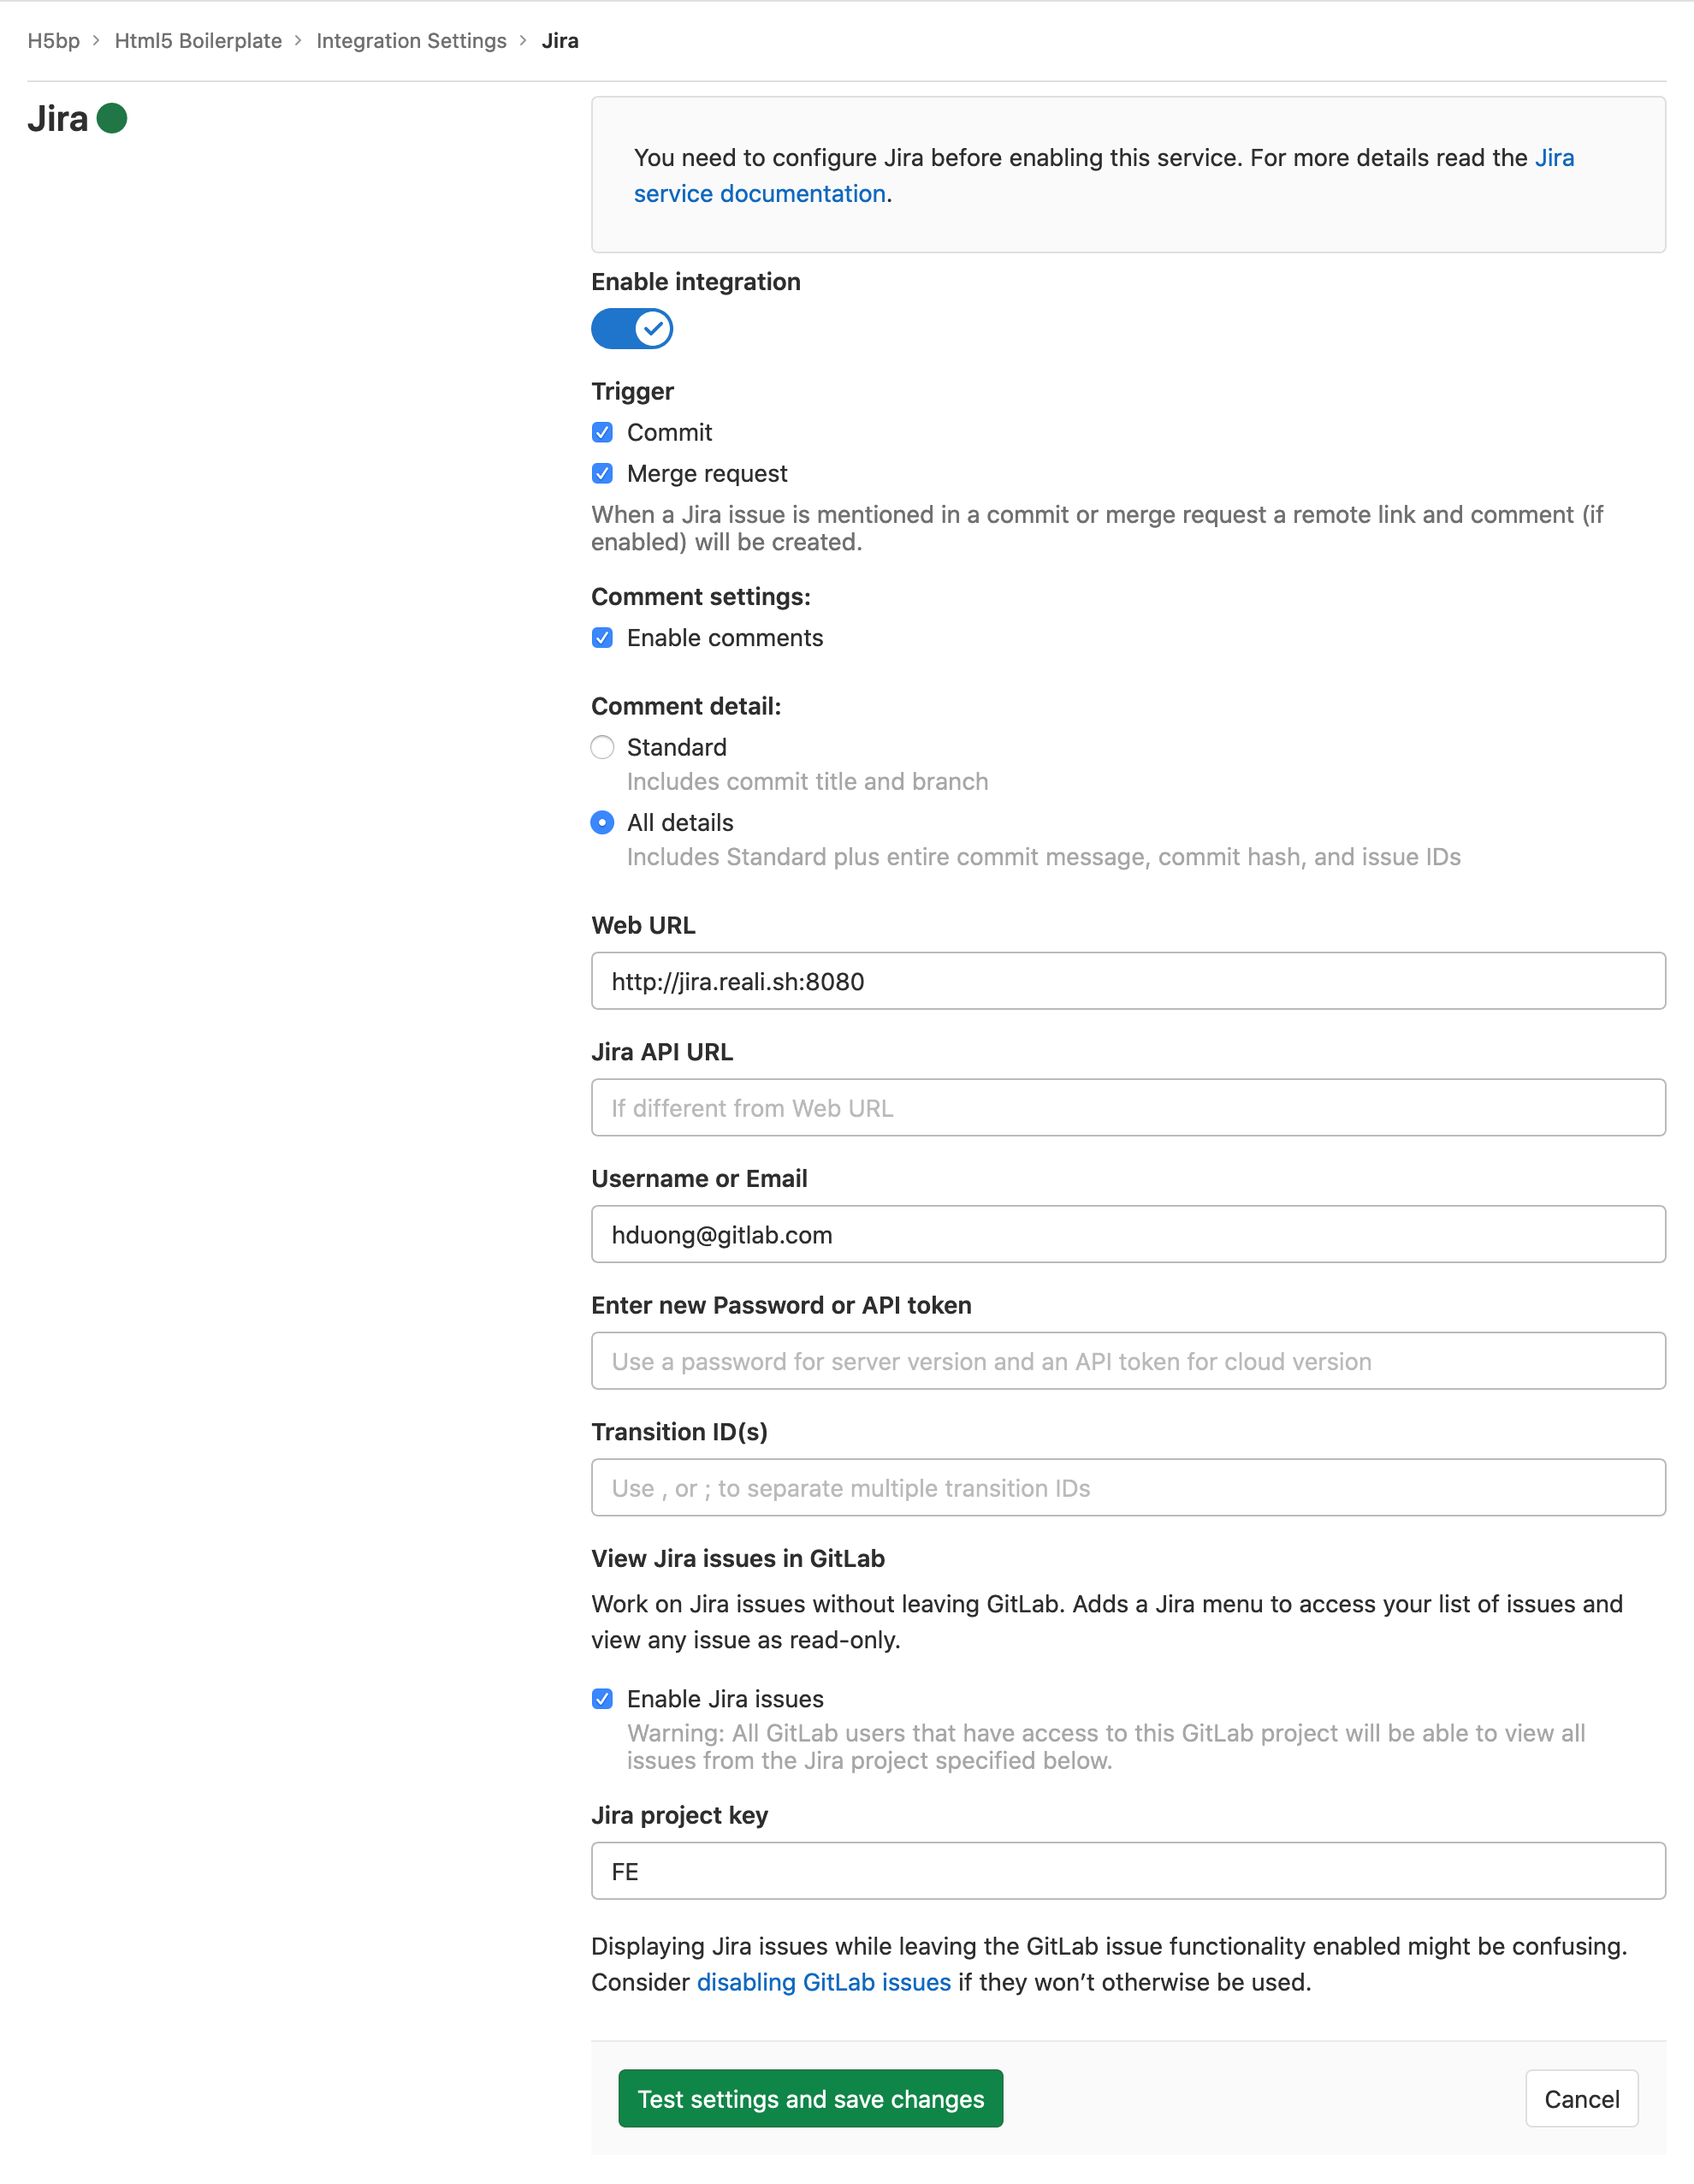 H5bp > Html5 Boilerplate > Integration Settings > Jira
Jira
You need to configure Jira before enabling this service. For more details read the Jira
service documentation.
Enable integration
Trigger
Commit
Merge request
When a Jira issue is mentioned in a commit or merge request a remote link and comment (if
enabled) will be created.
Comment settings:
Enable comments
Comment detail:
Standard
Includes commit title and branch
All details
Includes Standard plus entire commit message, commit hash, and issue IDs
Web URL
http://jira.reali.sh:8080
Jira API URL
If different from Web URL
Username or Email
hduong@gitlab.com
Enter new Password or API token
Use a password for server version and an API token for cloud version
Transition ID(s)
Use , or ; to separate multiple transition IDs
View Jira issues in GitLab
Work on Jira issues without leaving GitLab. Adds a Jira menu to access your list of issues and
view any issue as read-only.
Enable Jira issues
Warning: All GitLab users that have access to this GitLab project will be able to view all
issues from the Jira project specified below.
Jira project key
FE
Displaying Jira issues while leaving the GitLab issue functionality enabled might be confusing.
Consider disabling GitLab issues if they won’t otherwise be used.
Test settings and save changes
Cancel